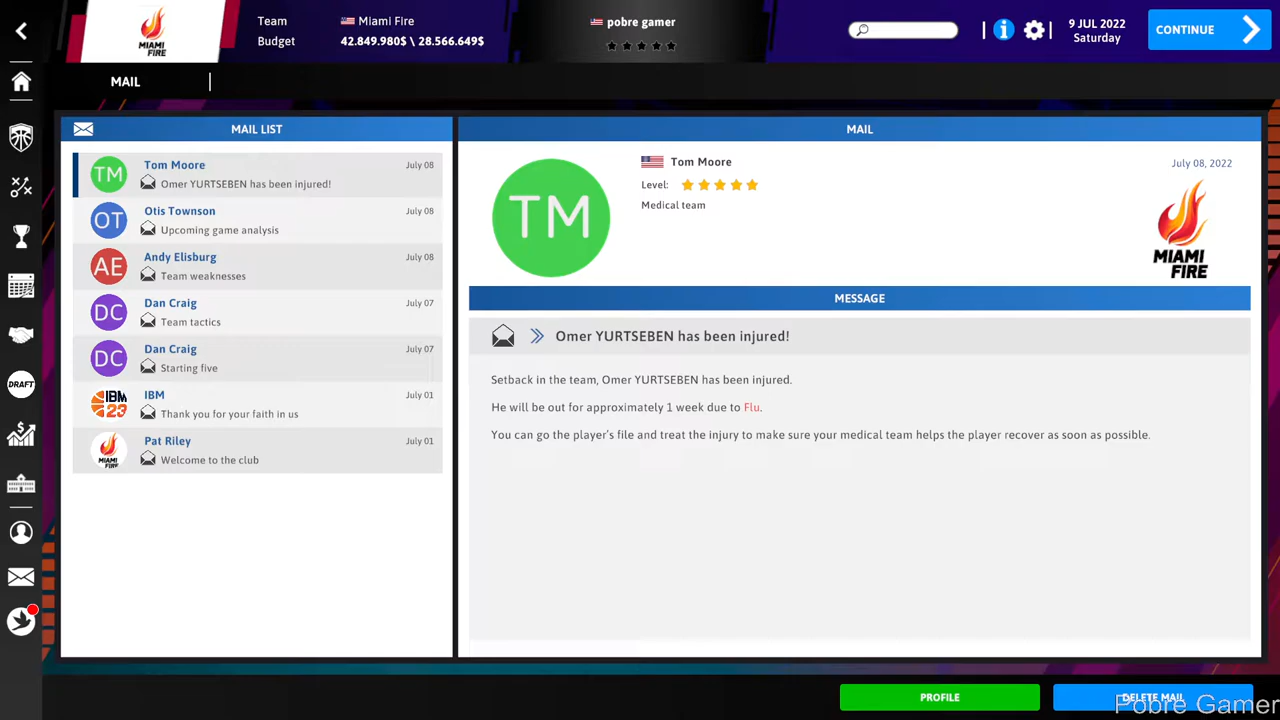 MIAMI
FIRE
Team
Miami Fire
Budget
42.849.980$ \ 28.566.649$
pobre gamer
9 JUL 2022
Saturday
CONTINUE
MAIL
MAIL LIST
TM
Tom Moore
July 08
Omer YURTSEBEN has been injured!
OT
Otis Townson
July 08
Upcoming game analysis
AE
Andy Elisburg
July 08
Team weaknesses
DC
Dan Craig
July 07
Team tactics
DC
Dan Craig
July 07
Starting five
IBM
23
IBM
July 01
Thank you for your faith in us
MIAMI
FIRE
Pat Riley
July 01
Welcome to the club
DRAFT
MAIL
TM
Tom Moore
Level:
Medical team
July 08, 2022
MIAMI
FIRE
MESSAGE
Omer YURTSEBEN has been injured!
Setback in the team, Omer YURTSEBEN has been injured.
He will be out for approximately 1 week due to Flu.
You can go the player's file and treat the injury to make sure your medical team helps the player recover as soon as possible.
PROFILE
DELETE MAIL
Pobre Gamer